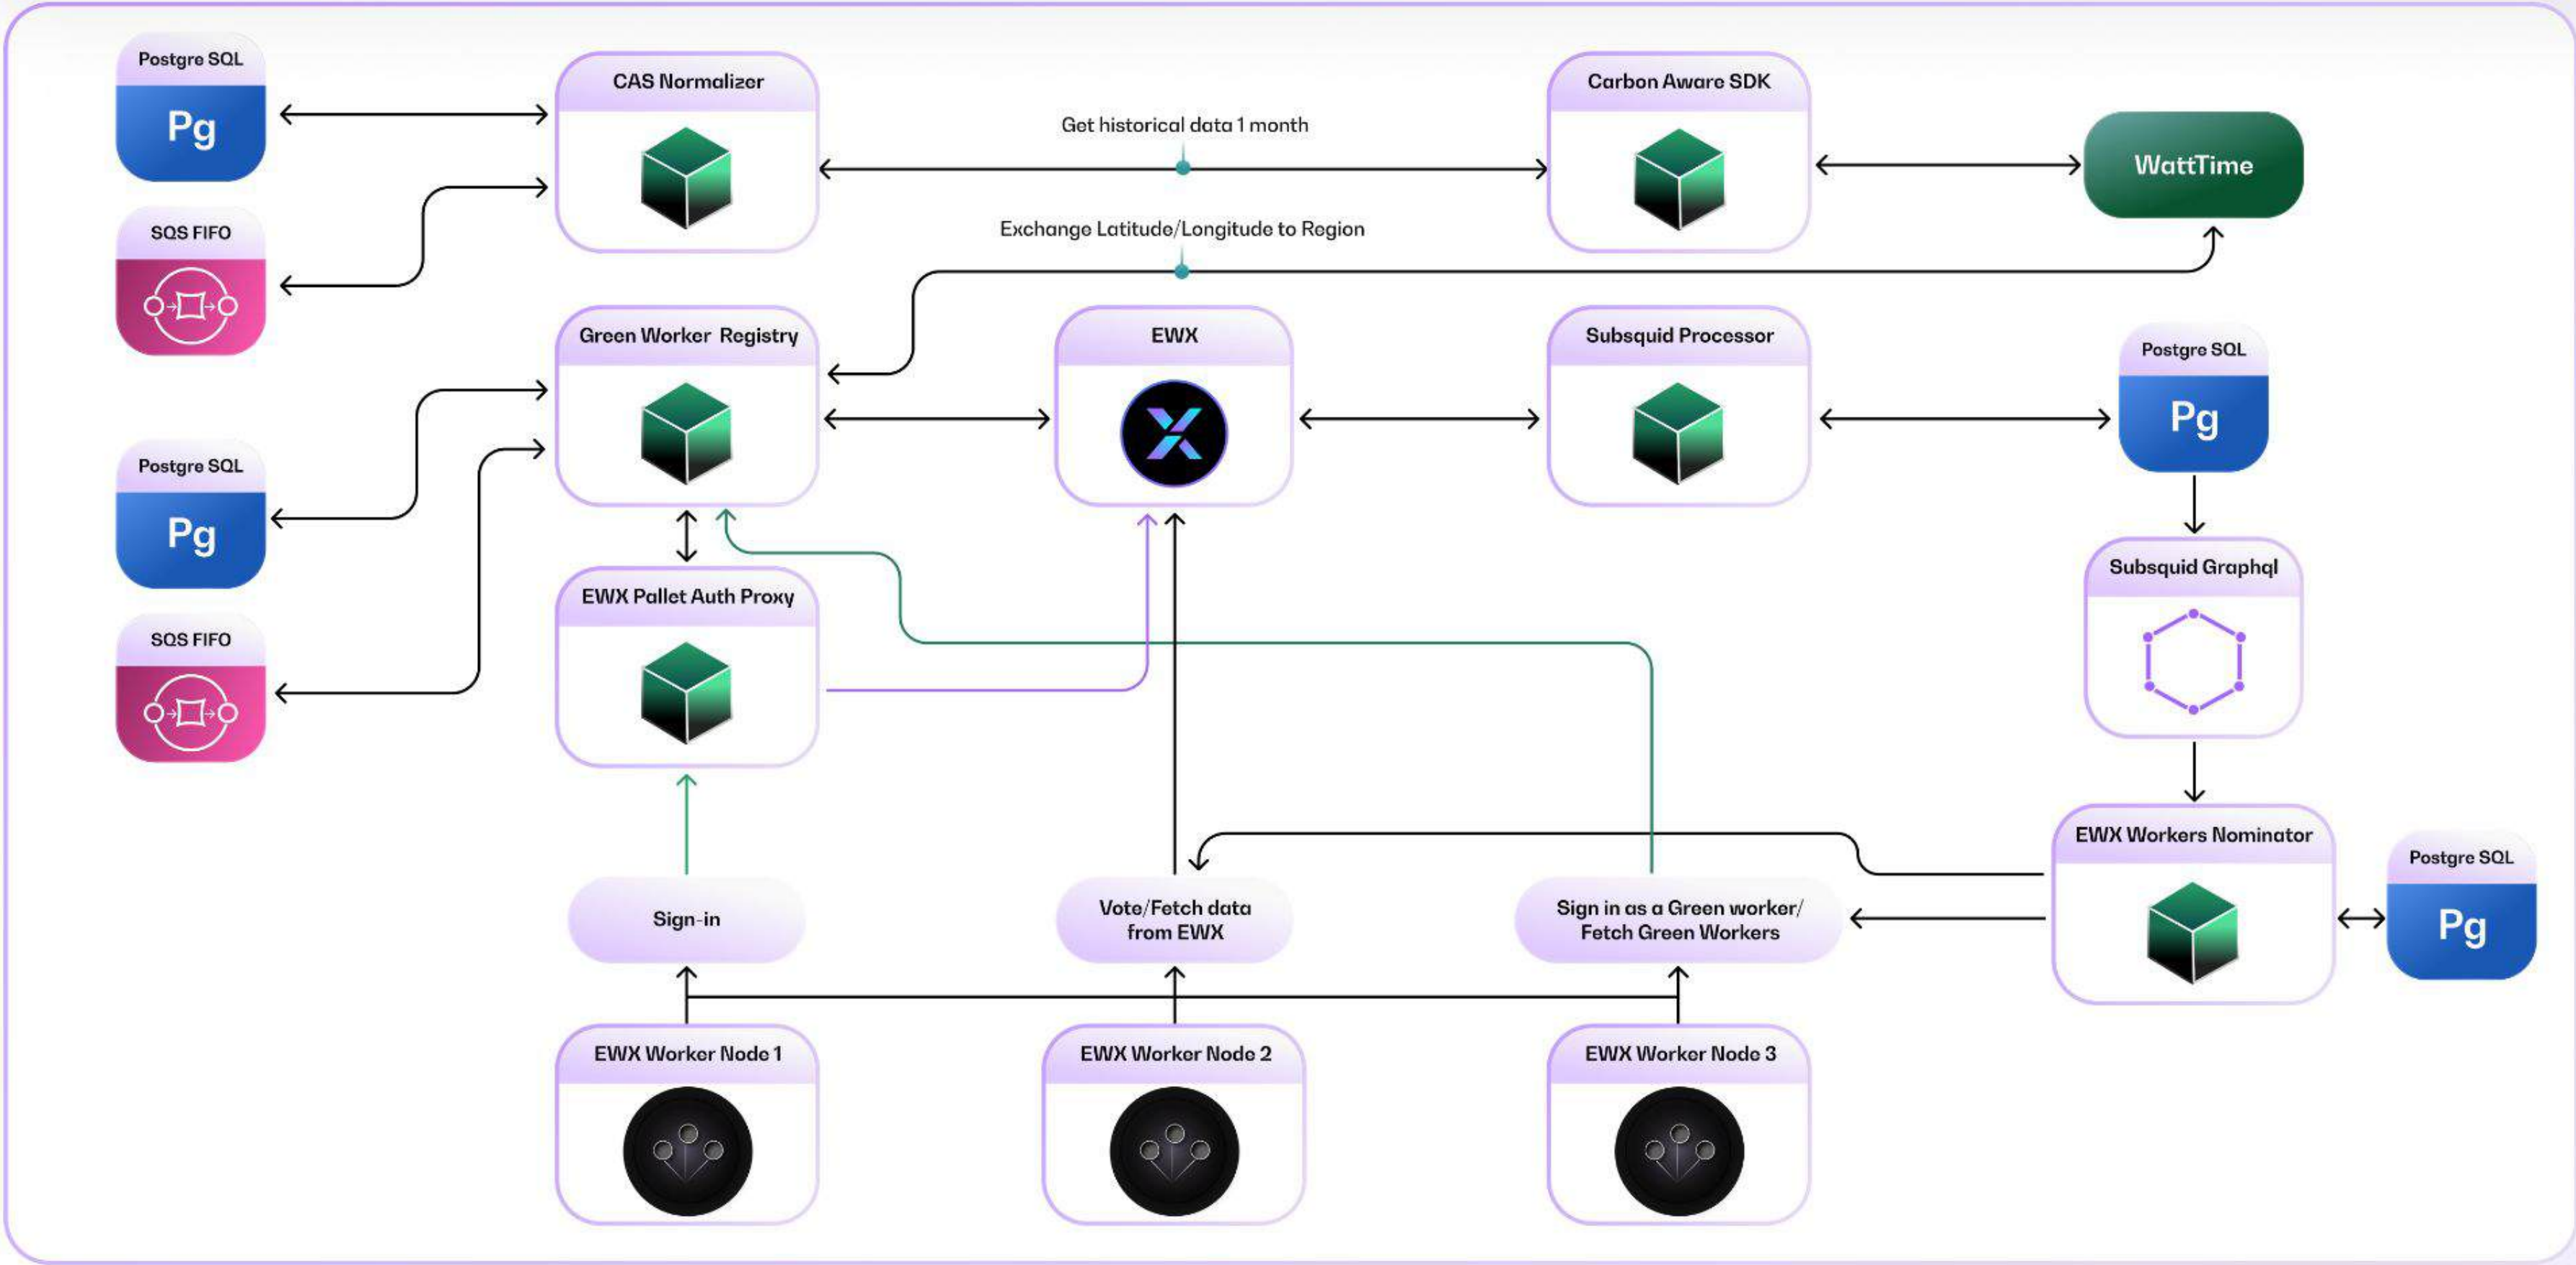 Postgre SQL
Pg
CAS Normalizer
Get historical data 1 month
Carbon Aware SDK
WattTime
SQS FIFO
Exchange Latitude/Longitude to Region
Green Worker Registry
EWX
Subsquid Processor
Postgre SQL
Pg
Postgre SQL
Pg
Subsquid Graphql
EWX Pallet Auth Proxy
SQS FIFO
EWX Workers Nominator
Postgre SQL
Pg
Sign-in
Vote/Fetch data
from EWX
Sign in as a Green worker/
Fetch Green Workers
EWX Worker Node 1
EWX Worker Node 2
EWX Worker Node 3